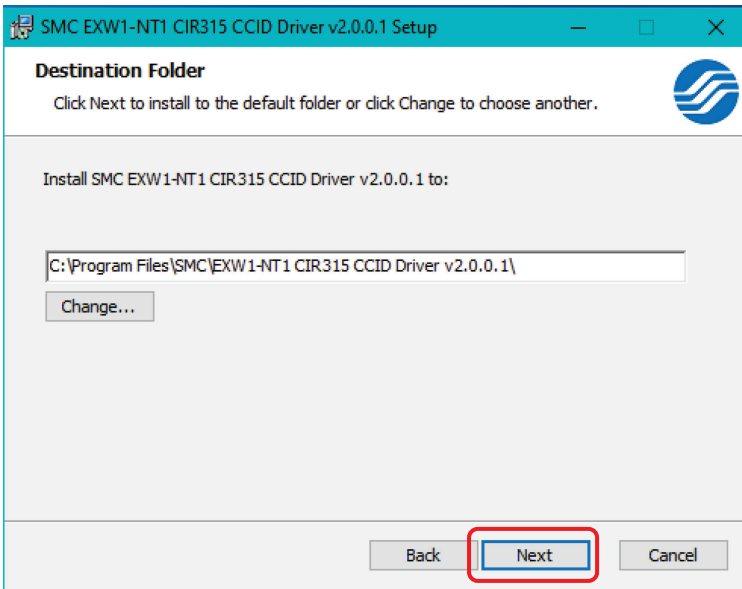 SMC EXW1-NT1 CIR315 CCID Driver v2.0.0.1 Setup
Destination Folder
Click Next to install to the default folder or click Change to choose another.
Install SMC EXW1-NT1 CIR315 CCID Driver v2.0.0.1 to:
C:\Program Files\SMC\EXW1-NT1 CIR315 CCID Driver v2.0.0.1\
Change...
Back Next Cancel